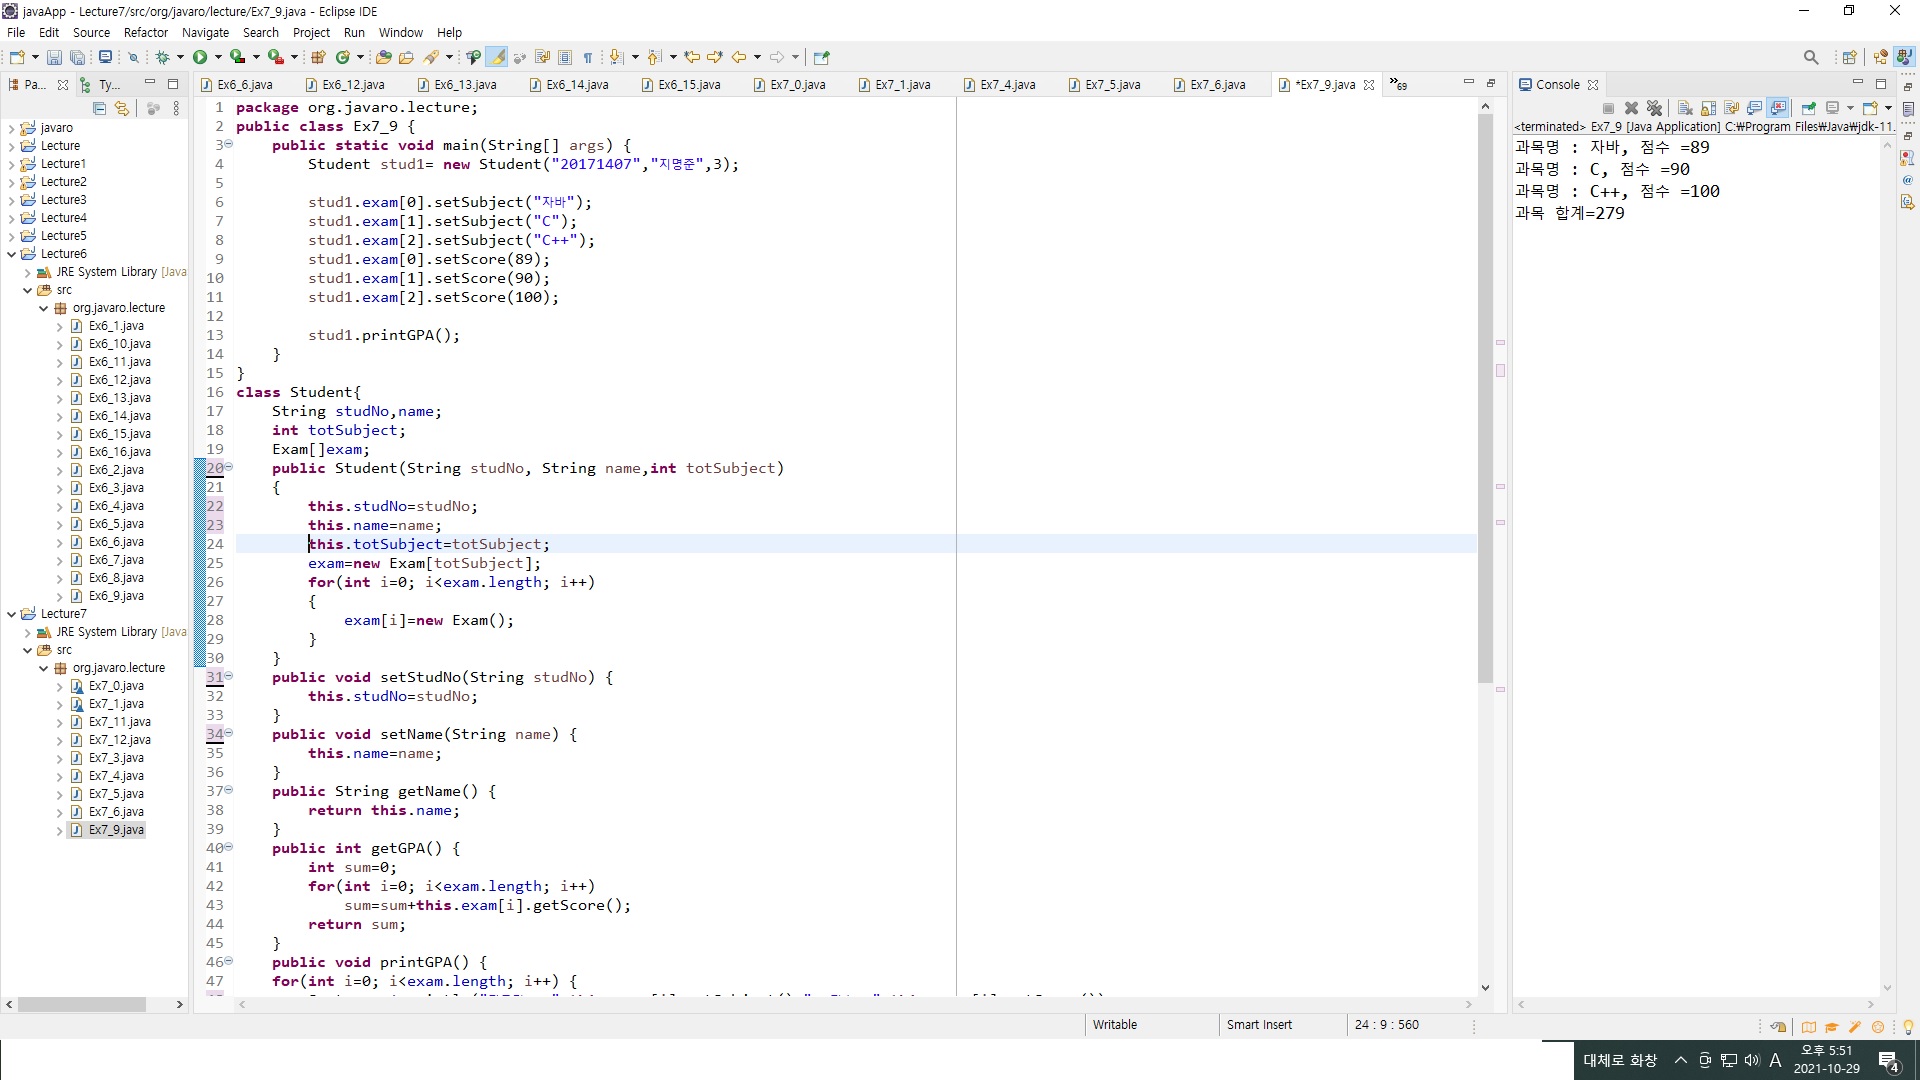 javaApp - Lecture7/src/org/javaro/lecture/Ex7_9.java - Eclipse IDE
File Edit Source Refactor Navigate Search Project Run Window Help
Pa... Ty...
Ex6_6.java Ex6_12.java Ex6_13.java Ex6_14.java Ex6_15.java Ex7_0.java Ex7_1.java Ex7_4.java Ex7_5.java Ex7_6.java *Ex7_9.java »69
javaro
Lecture
Lecture1
Lecture2
Lecture3
Lecture4
Lecture5
Lecture6
JRE System Library [Java
src
org.javaro.lecture
Ex6_1.java
Ex6_10.java
Ex6_11.java
Ex6_12.java
Ex6_13.java
Ex6_14.java
Ex6_15.java
Ex6_16.java
Ex6_2.java
Ex6_3.java
Ex6_4.java
Ex6_5.java
Ex6_6.java
Ex6_7.java
Ex6_8.java
Ex6_9.java
Lecture7
JRE System Library [Java
src
org.javaro.lecture
Ex7_0.java
Ex7_1.java
Ex7_11.java
Ex7_12.java
Ex7_3.java
Ex7_4.java
Ex7_5.java
Ex7_6.java
Ex7_9.java
1 package org.javaro.lecture;
2 public class Ex7_9 {
3 public static void main(String[] args) {
4 Student stud1= new Student("20171407","지명준",3);
5
6 stud1.exam[0].setSubject("자바");
7 stud1.exam[1].setSubject("C");
8 stud1.exam[2].setSubject("C++");
9 stud1.exam[0].setScore(89);
10 stud1.exam[1].setScore(90);
11 stud1.exam[2].setScore(100);
12
13 stud1.printGPA();
14 }
15 }
16 class Student{
17 String studNo,name;
18 int totSubject;
19 Exam[]exam;
20 public Student(String studNo, String name,int totSubject)
21 {
22 this.studNo=studNo;
23 this.name=name;
24 this.totSubject=totSubject;
25 exam=new Exam[totSubject];
26 for(int i=0; i<exam.length; i++)
27 {
28 exam[i]=new Exam();
29 }
30 }
31 public void setStudNo(String studNo) {
32 this.studNo=studNo;
33 }
34 public void setName(String name) {
35 this.name=name;
36 }
37 public String getName() {
38 return this.name;
39 }
40 public int getGPA() {
41 int sum=0;
42 for(int i=0; i<exam.length; i++)
43 sum=sum+this.exam[i].getScore();
44 return sum;
45 }
46 public void printGPA() {
47 for(int i=0; i<exam.length; i++) {
Console
<terminated> Ex7_9 [Java Application] C:₩Program Files₩Java₩jdk-11.
과목명 : 자바, 점수 =89
과목명 : C, 점수 =90
과목명 : C++, 점수 =100
과목 합계=279
Writable Smart Insert 24 : 9 : 560
대체로 화창 A 오후 5:51
2021-10-29
4